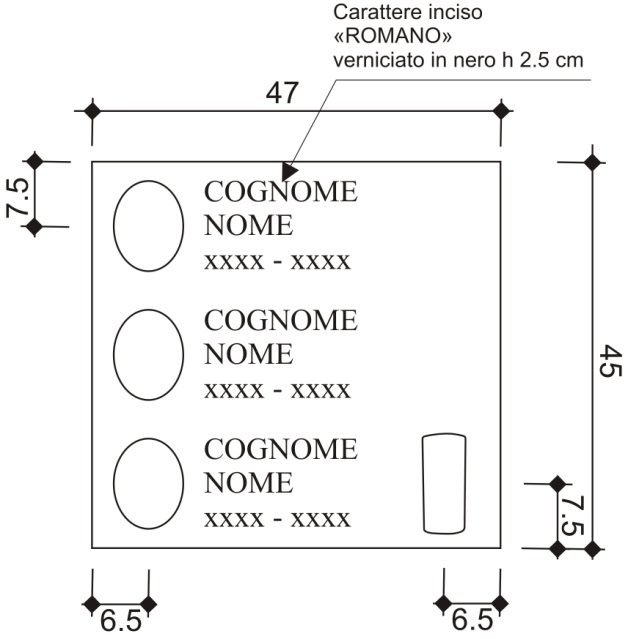 Carattere inciso
«ROMANO»
verniciato in nero h 2.5 cm
47
7.5
COGNOME
NOME
xxxx - xxxx
COGNOME
NOME
xxxx - xxxx
45
COGNOME
NOME
xxxx - xxxx
7.5
6.5
6.5